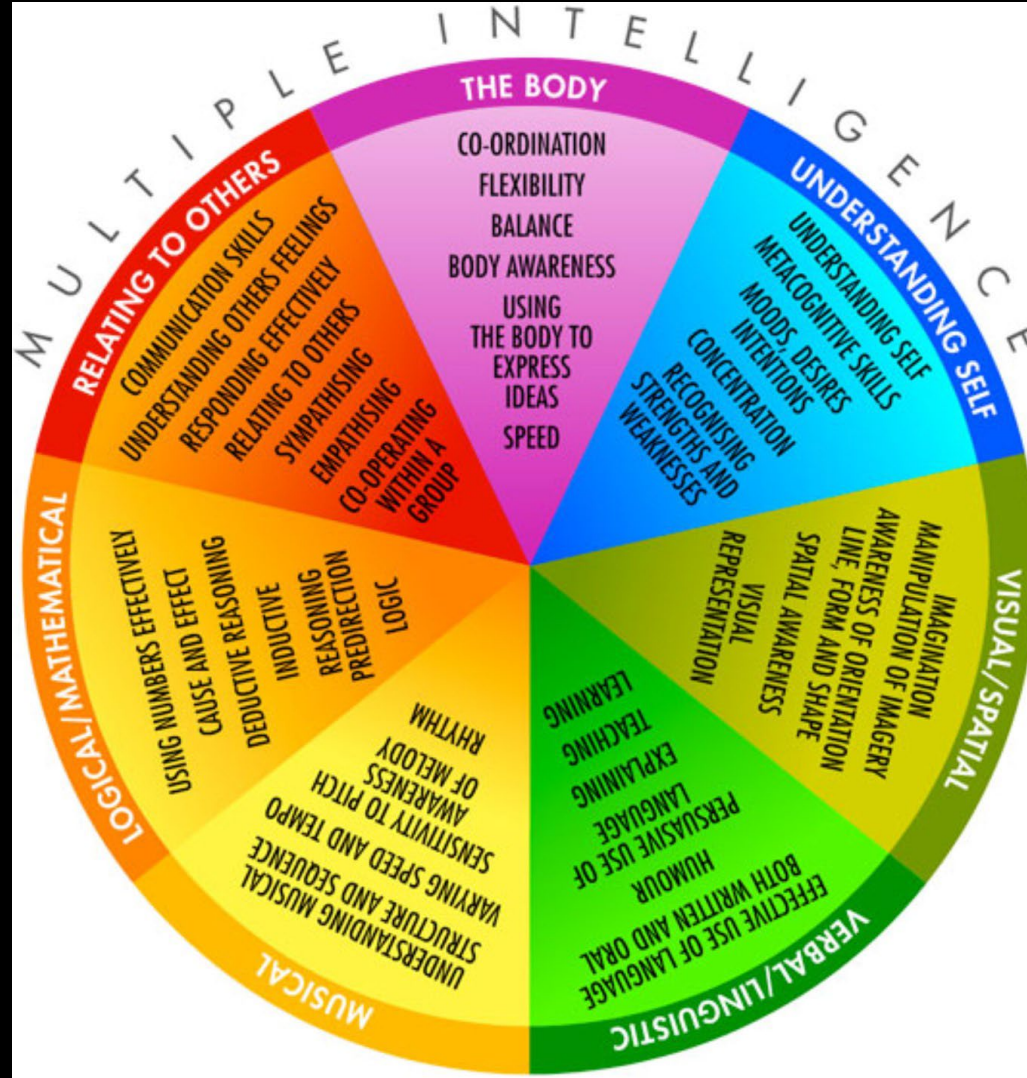 MULTIPLE INTELLIGENCE
THE BODY
CO-ORDINATION
FLEXIBILITY
BALANCE
BODY AWARENESS
USING
THE BODY TO
EXPRESS
IDEAS
SPEED
UNDERSTANDING SELF
UNDERSTANDING SELF
METACOGNITIVE SKILLS
MOODS, DESIRES
INTENTIONS
CONCENTRATION
RECOGNISING
STRENGTHS AND
WEAKNESSES
VISUAL/SPATIAL
IMAGINATION
MANIPULATION OF IMAGERY
AWARENESS OF ORIENTATION
LINE, FORM AND SHAPE
SPATIAL AWARENESS
VISUAL
REPRESENTATION
VERBAL/LINGUISTIC
EFFECTIVE USE OF LANGUAGE
BOTH WRITTEN AND ORAL
HUMOUR
PERSUASIVE USE OF
LANGUAGE
EXPLAINING
TEACHING
LEARNING
MUSICAL
UNDERSTANDING MUSICAL
STRUCTURE AND SEQUENCE
VARYING SPEED AND TEMPO
SENSITIVITY TO PITCH
AWARENESS
OF MELODY
RHYTHM
LOGICAL/MATHEMATICAL
USING NUMBERS EFFECTIVELY
CAUSE AND EFFECT
DEDUCTIVE REASONING
INDUCTIVE
REASONING
PREDIRECTION
LOGIC
RELATING TO OTHERS
COMMUNICATION SKILLS
UNDERSTANDING OTHERS FEELINGS
RESPONDING EFFECTIVELY
RELATING TO OTHERS
SYMPATHISING
EMPATHISING
CO-OPERATING
WITHIN A
GROUP